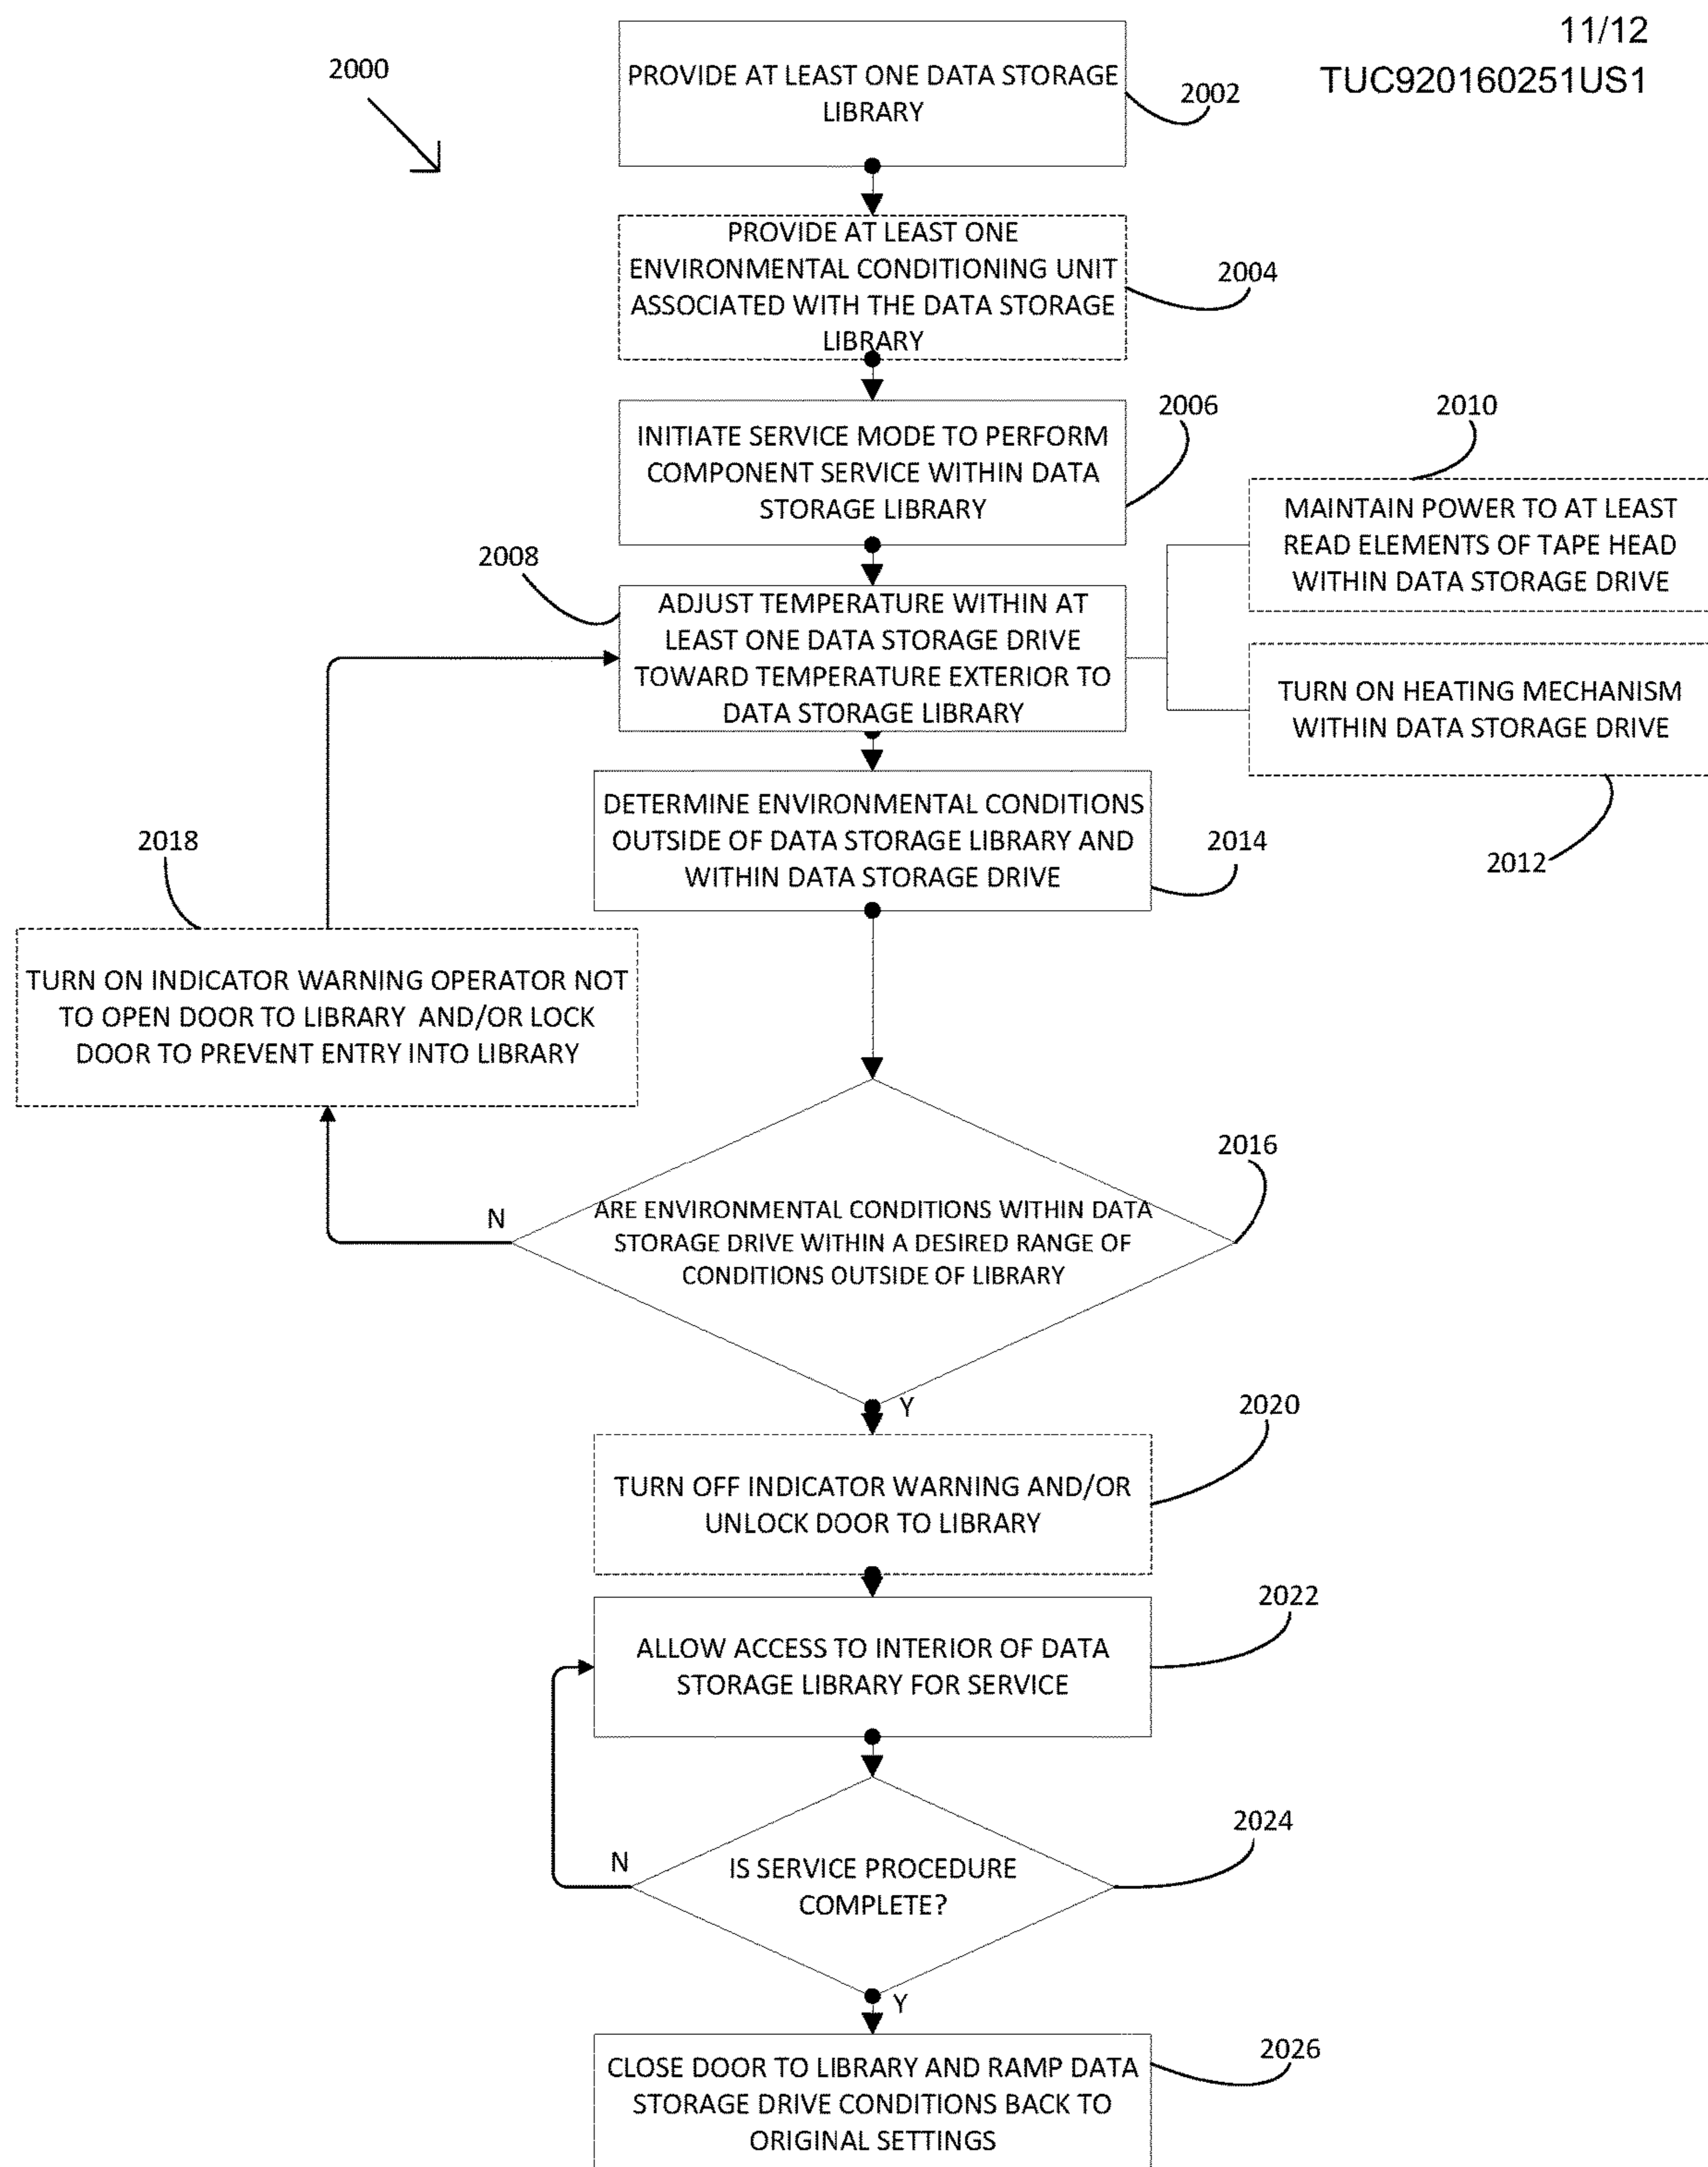 11/12
TUC920160251US1
2000
PROVIDE AT LEAST ONE DATA STORAGE
LIBRARY
2002
PROVIDE AT LEAST ONE
ENVIRONMENTAL CONDITIONING UNIT
ASSOCIATED WITH THE DATA STORAGE
LIBRARY
2004
INITIATE SERVICE MODE TO PERFORM
COMPONENT SERVICE WITHIN DATA
STORAGE LIBRARY
2006
2008
ADJUST TEMPERATURE WITHIN AT
LEAST ONE DATA STORAGE DRIVE
TOWARD TEMPERATURE EXTERIOR TO
DATA STORAGE LIBRARY
2010
MAINTAIN POWER TO AT LEAST
READ ELEMENTS OF TAPE HEAD
WITHIN DATA STORAGE DRIVE
TURN ON HEATING MECHANISM
WITHIN DATA STORAGE DRIVE
2012
DETERMINE ENVIRONMENTAL CONDITIONS
OUTSIDE OF DATA STORAGE LIBRARY AND
WITHIN DATA STORAGE DRIVE
2014
2018
TURN ON INDICATOR WARNING OPERATOR NOT
TO OPEN DOOR TO LIBRARY AND/OR LOCK
DOOR TO PREVENT ENTRY INTO LIBRARY
2016
N
ARE ENVIRONMENTAL CONDITIONS WITHIN DATA
STORAGE DRIVE WITHIN A DESIRED RANGE OF
CONDITIONS OUTSIDE OF LIBRARY
Y
2020
TURN OFF INDICATOR WARNING AND/OR
UNLOCK DOOR TO LIBRARY
2022
ALLOW ACCESS TO INTERIOR OF DATA
STORAGE LIBRARY FOR SERVICE
2024
N
IS SERVICE PROCEDURE
COMPLETE?
Y
2026
CLOSE DOOR TO LIBRARY AND RAMP DATA
STORAGE DRIVE CONDITIONS BACK TO
ORIGINAL SETTINGS